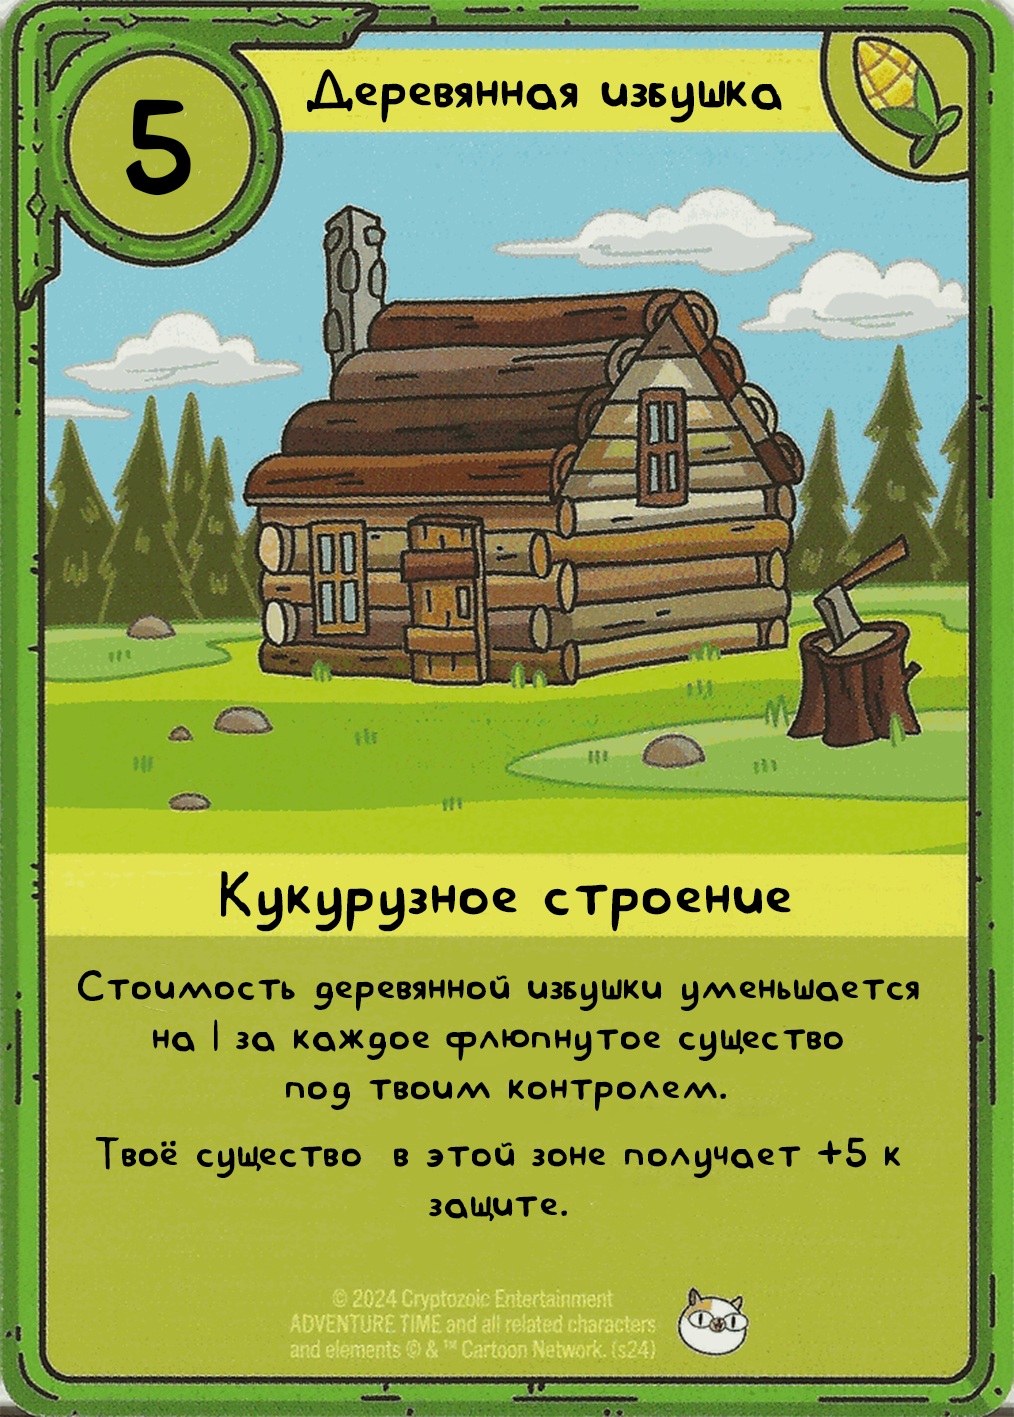 5
Деревянная избушка
Кукурузное строение
Стоимость деревянной избушки уменьшается
на 1 за каждое флюпнутое существо
под твоим контролем.
Твоё существо в этой зоне получает +5 к
защите.
© 2024 Cryptozoic Entertainment
ADVENTURE TIME and all related characters
and elements © & ™ Cartoon Network. (s24)